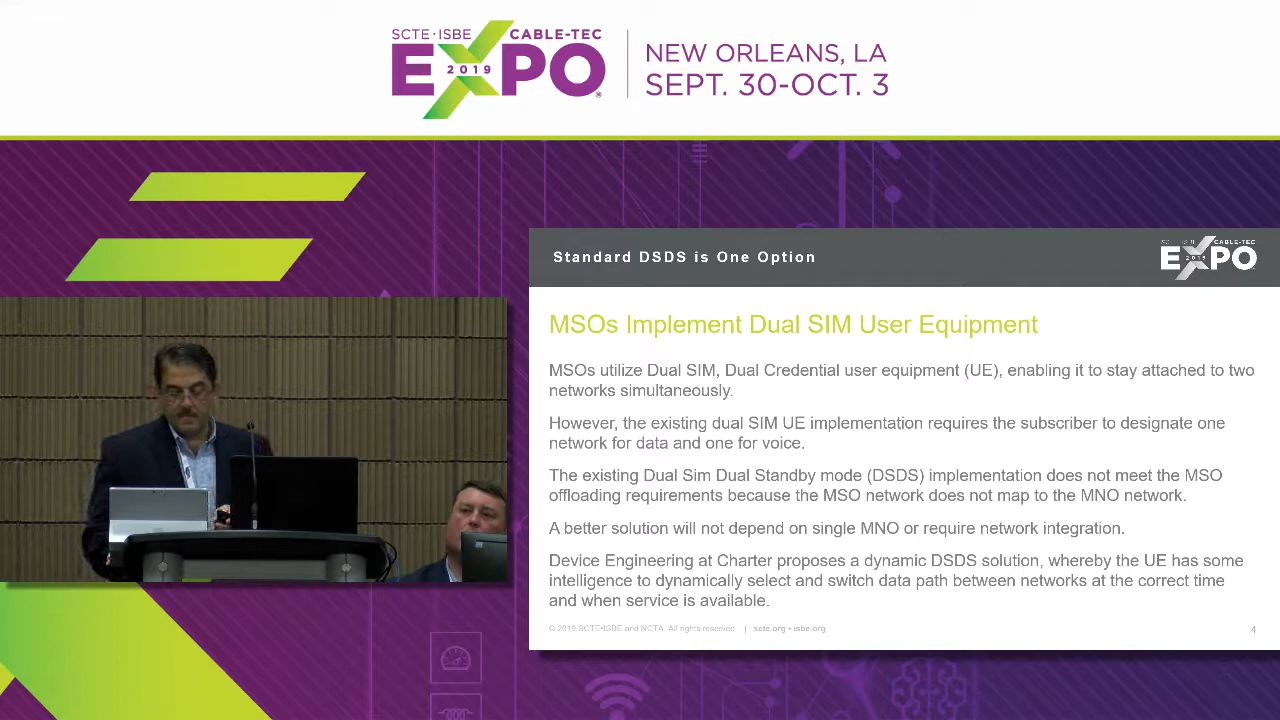 SCTE•ISBE CABLE-TEC
EXPO
2019
NEW ORLEANS, LA
SEPT. 30-OCT. 3
Standard DSDS is One Option
CABLE-TEC
EXPO
2019
MSOs Implement Dual SIM User Equipment
MSOs utilize Dual SIM, Dual Credential user equipment (UE), enabling it to stay attached to two
networks simultaneously.
However, the existing dual SIM UE implementation requires the subscriber to designate one
network for data and one for voice.
The existing Dual Sim Dual Standby mode (DSDS) implementation does not meet the MSO
offloading requirements because the MSO network does not map to the MNO network.
A better solution will not depend on single MNO or require network integration.
Device Engineering at Charter proposes a dynamic DSDS solution, whereby the UE has some
intelligence to dynamically select and switch data path between networks at the correct time
and when service is available.
© 2019 SCTE•ISBE and NCTA. All rights reserved. | scte.org • isbe.org
4